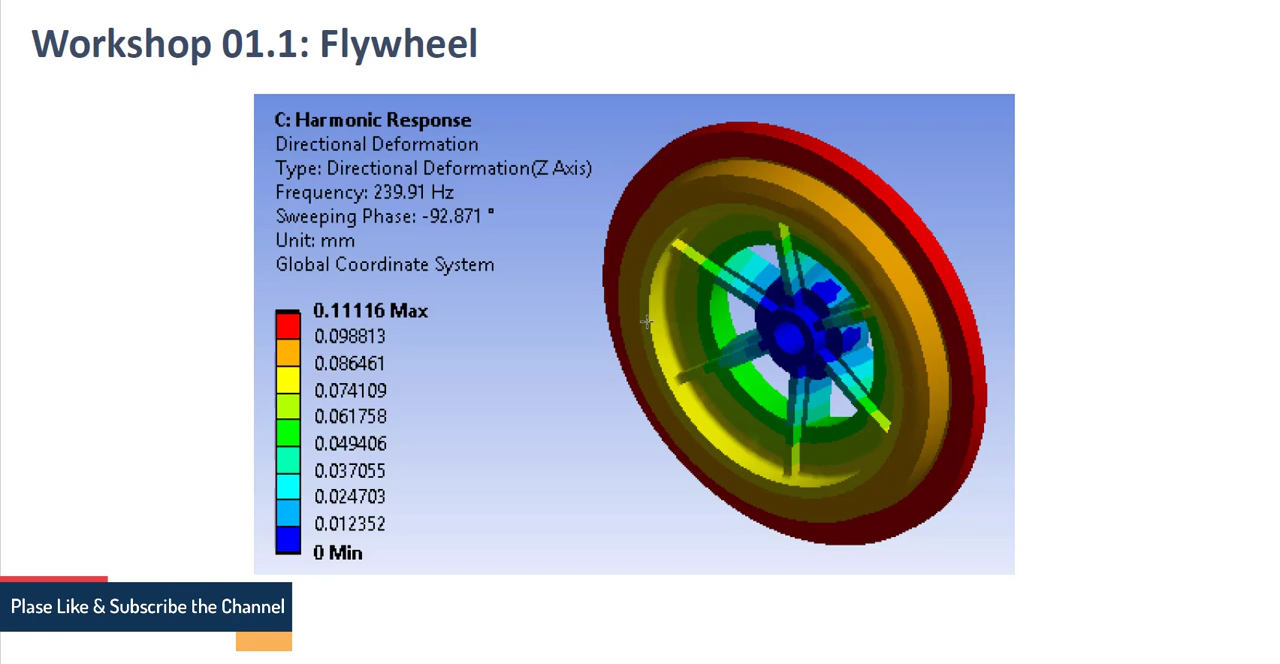 Workshop 01.1: Flywheel
C: Harmonic Response
Directional Deformation
Type: Directional Deformation(Z Axis)
Frequency: 239.91 Hz
Sweeping Phase: -92.871 °
Unit: mm
Global Coordinate System
0.11116 Max
0.098813
0.086461
0.074109
0.061758
0.049406
0.037055
0.024703
0.012352
0 Min
Plase Like & Subscribe the Channel